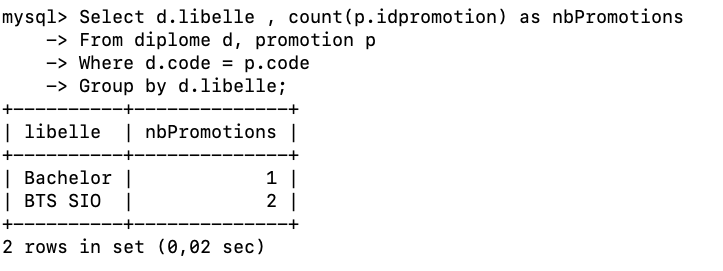 mysql> Select d.libelle , count(p.idpromotion) as nbPromotions
    -> From diplome d, promotion p
    -> Where d.code = p.code
    -> Group by d.libelle;
+----------+--------------+
| libelle  | nbPromotions |
+----------+--------------+
| Bachelor |            1 |
| BTS SIO  |            2 |
+----------+--------------+
2 rows in set (0,02 sec)